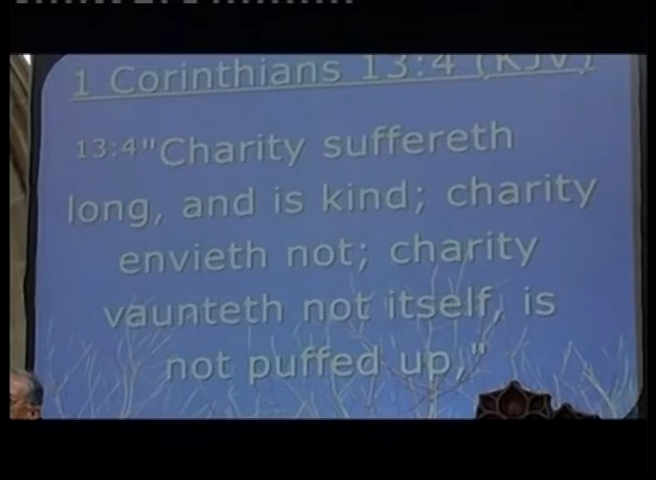 1 Corinthians 13:4 (KJV)
13:4"Charity suffereth
long, and is kind; charity
envieth not; charity
vaunteth not itself, is
not puffed up,"